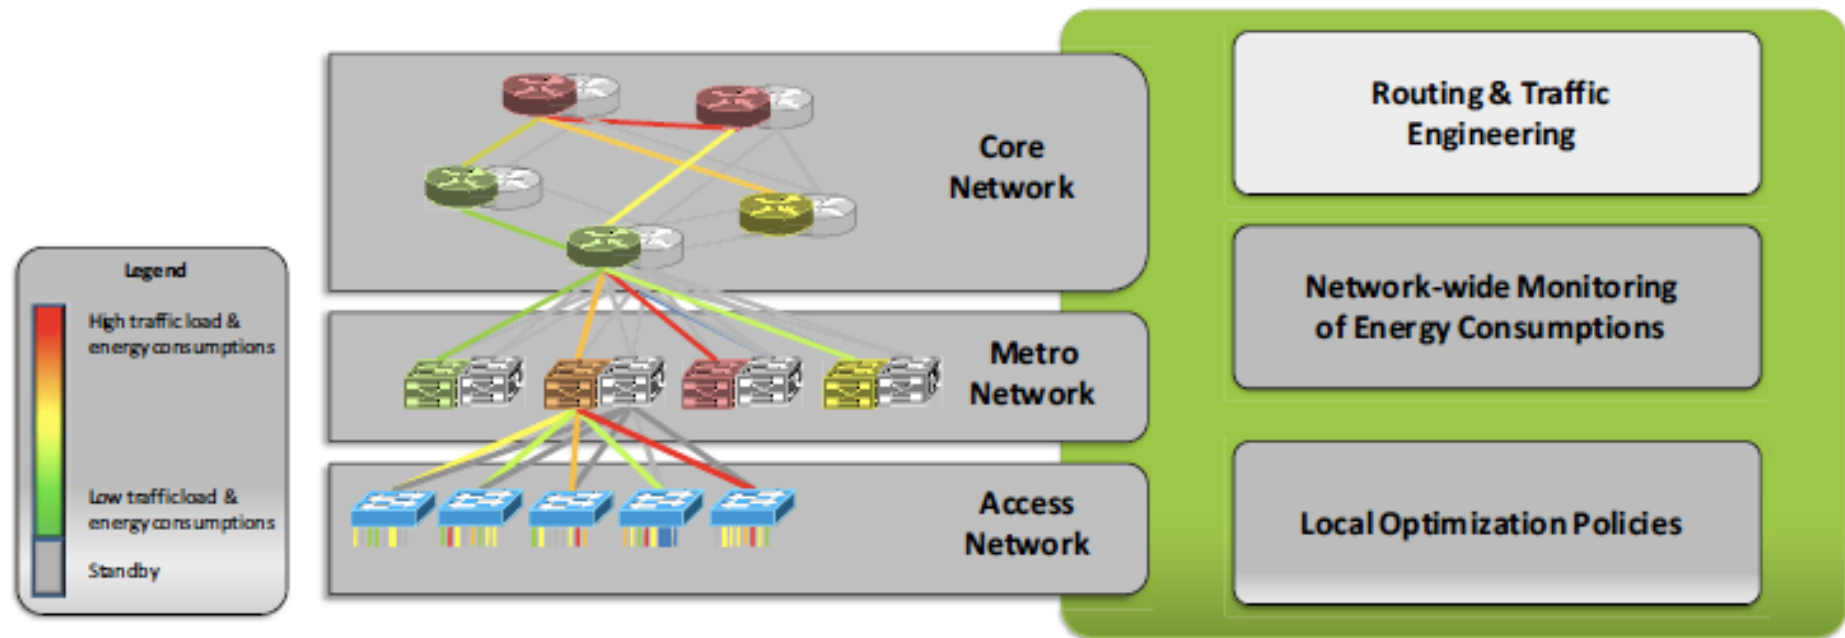 Legend
High traffic load &
energy consumptions
Low traffic load &
energy consumptions
Standby
Core
Network
Metro
Network
Access
Network
Routing & Traffic
Engineering
Network-wide Monitoring
of Energy Consumptions
Local Optimization Policies